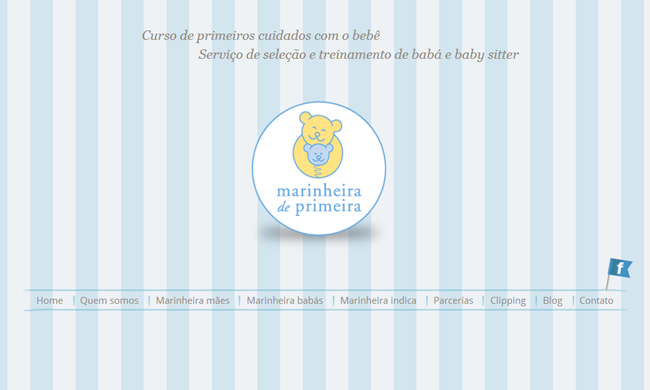 Curso de primeiros cuidados com o bebê
Serviço de seleção e treinamento de babá e baby sitter
marinheira
de primeira
f
Home | Quem somos | Marinheira mães | Marinheira babás | Marinheira indica | Parcerias | Clipping | Blog | Contato